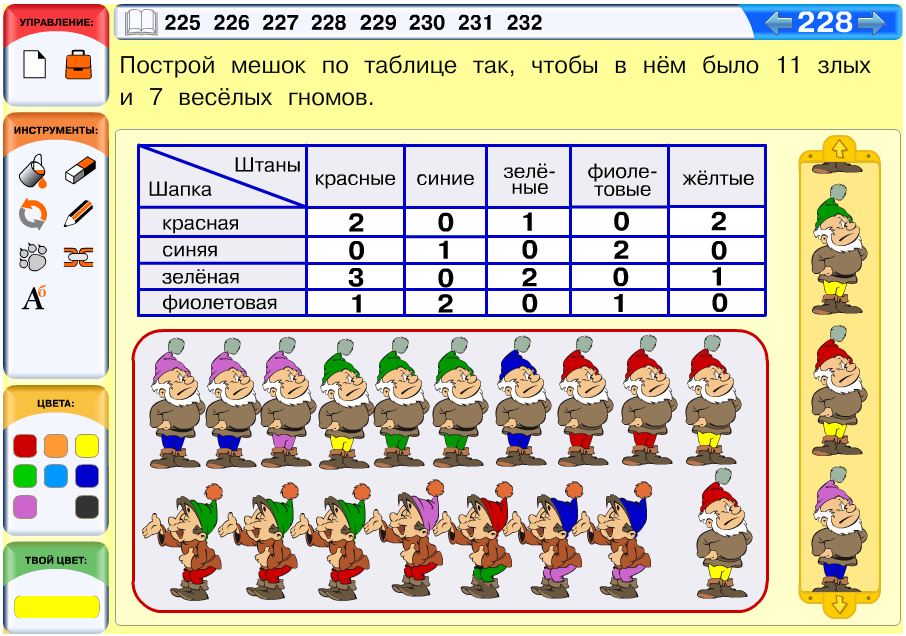 УПРАВЛЕНИЕ:
225 226 227 228 229 230 231 232
228
Построй мешок по таблице так, чтобы в нём было 11 злых
и 7 весёлых гномов.
ИНСТРУМЕНТЫ:
Аб
Штаны
Шапка
красные синие зелё-
ные фиоле-
товые жёлтые
красная 2 0 1 0 2
синяя 0 1 0 2 0
зелёная 3 0 2 0 1
фиолетовая 1 2 0 1 0
ЦВЕТА:
ТВОЙ ЦВЕТ: